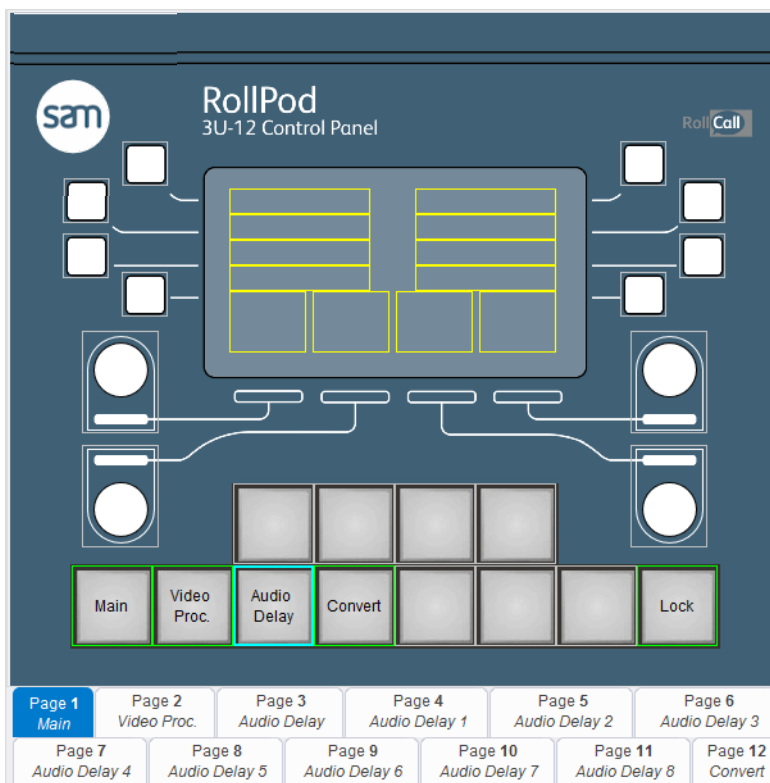 sam
RollPod
3U-12 Control Panel
RollCall
Main
Video
Proc.
Audio
Delay
Convert
Lock
Page 1
Main
Page 2
Video Proc.
Page 3
Audio Delay
Page 4
Audio Delay 1
Page 5
Audio Delay 2
Page 6
Audio Delay 3
Page 7
Audio Delay 4
Page 8
Audio Delay 5
Page 9
Audio Delay 6
Page 10
Audio Delay 7
Page 11
Audio Delay 8
Page 12
Convert